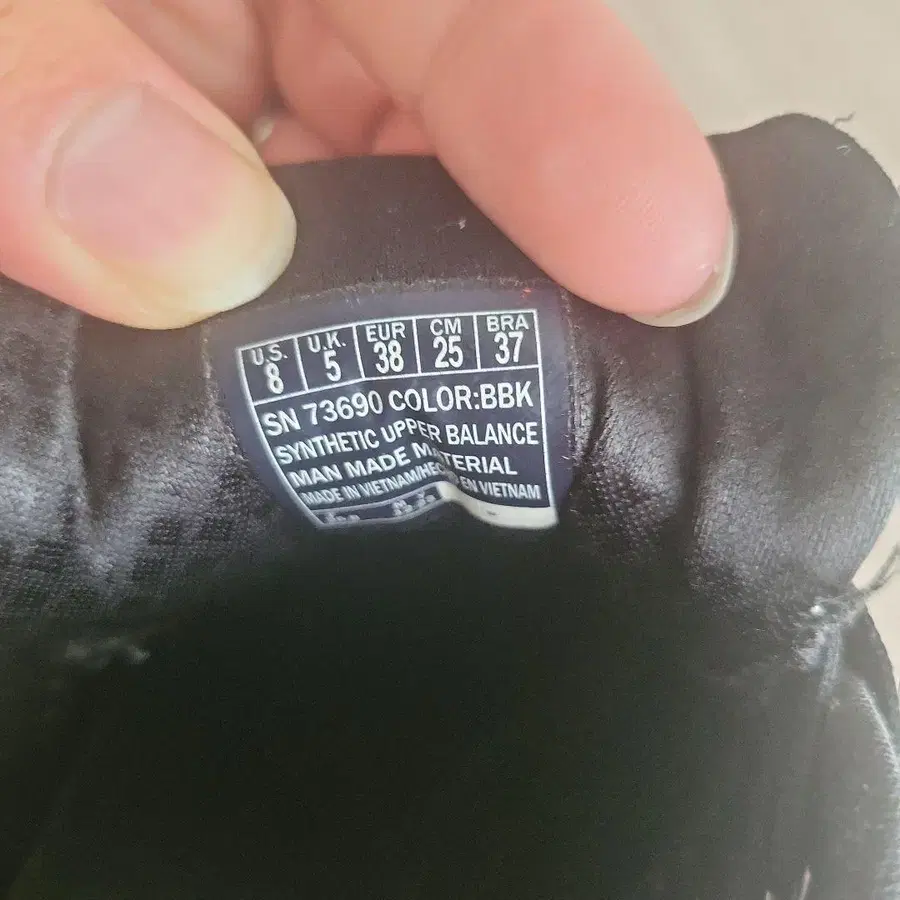 U.S. U.K. EUR CM BRA
8 5 38 25 37
SN 73690 COLOR:BBK
SYNTHETIC UPPER BALANCE
MAN MADE MATERIAL
MADE IN VIETNAM/HECHO EN VIETNAM